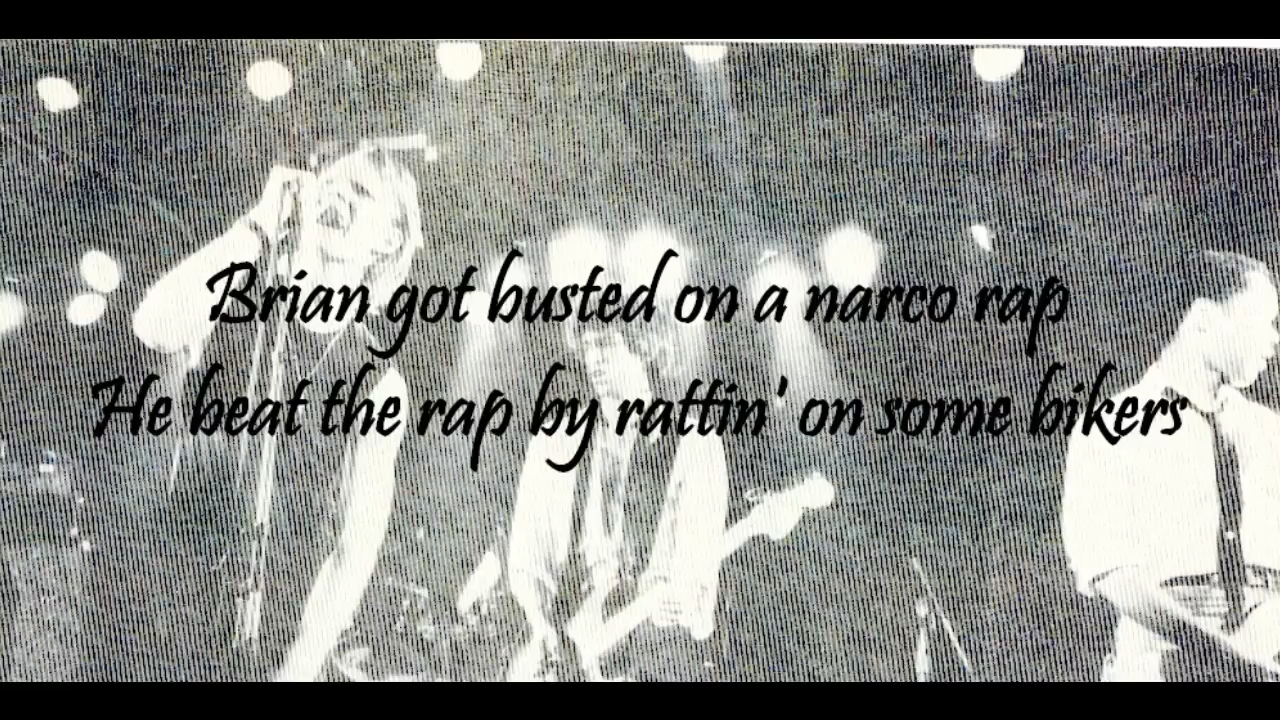 Brian got busted on a narco rap
He beat the rap by rattin' on some bikers